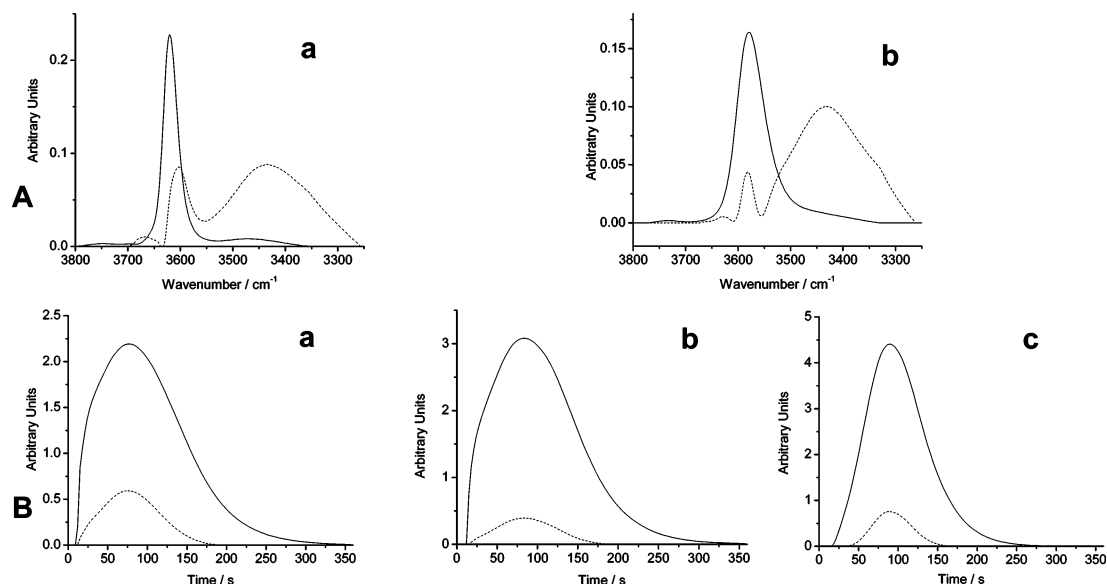 a
b
Arbitrary Units
0.2
0.1
0.0
3800 3700 3600 3500 3400 3300
Wavenumber / cm-1
Arbitratry Units
0.15
0.10
0.05
0.00
3800 3700 3600 3500 3400 3300
Wavenumber / cm-1
A
a
b
c
Arbitrary Units
2.5
2.0
1.5
1.0
0.5
0.0
0 50 100 150 200 250 300 350
Time / s
Arbitrary Units
3
2
1
0
0 50 100 150 200 250 300 350
Time / s
Arbitrary Units
5
4
3
2
1
0
0 50 100 150 200 250 300 350
Time / s
B